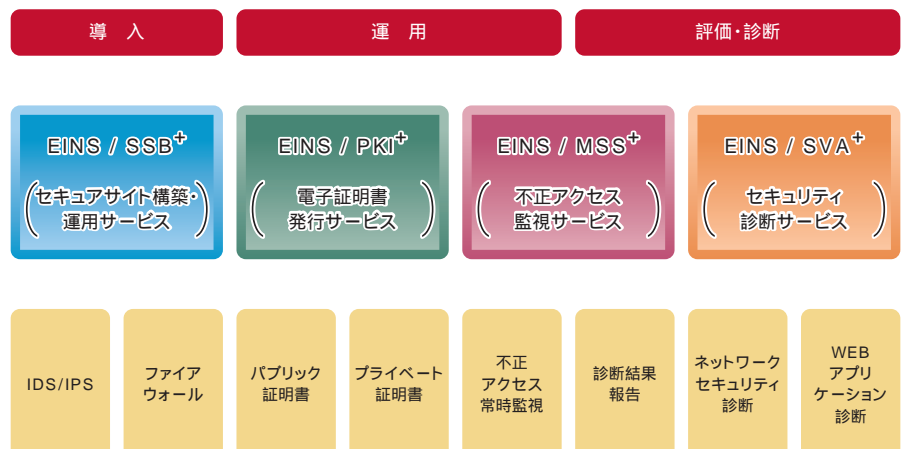 導 入
運 用
評価・診断
EINS / SSB+
(セキュアサイト構築・
運用サービス)
EINS / PKI+
(電子証明書
発行サービス)
EINS / MSS+
(不正アクセス
監視サービス)
EINS / SVA+
(セキュリティ
診断サービス)
IDS/IPS
ファイア
ウォール
パブリック
証明書
プライベート
証明書
不正
アクセス
常時監視
診断結果
報告
ネットワーク
セキュリティ
診断
WEB
アプリ
ケーション
診断